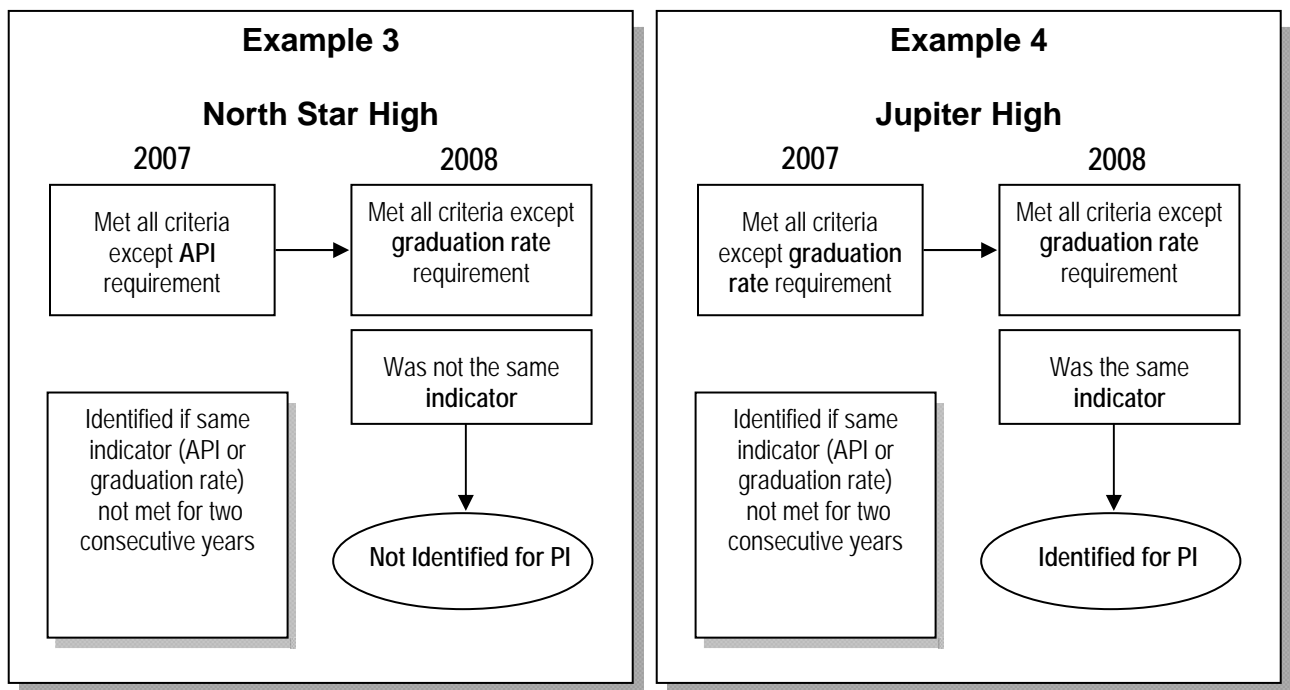 Example 3
North Star High
2007
2008
Met all criteria
except API
requirement
Met all criteria except
graduation rate
requirement
Was not the same
indicator
Identified if same
indicator (API or
graduation rate)
not met for two
consecutive years
Not Identified for PI
Example 4
Jupiter High
2007
2008
Met all criteria
except graduation
rate requirement
Met all criteria except
graduation rate
requirement
Was the same
indicator
Identified if same
indicator (API or
graduation rate)
not met for two
consecutive years
Identified for PI